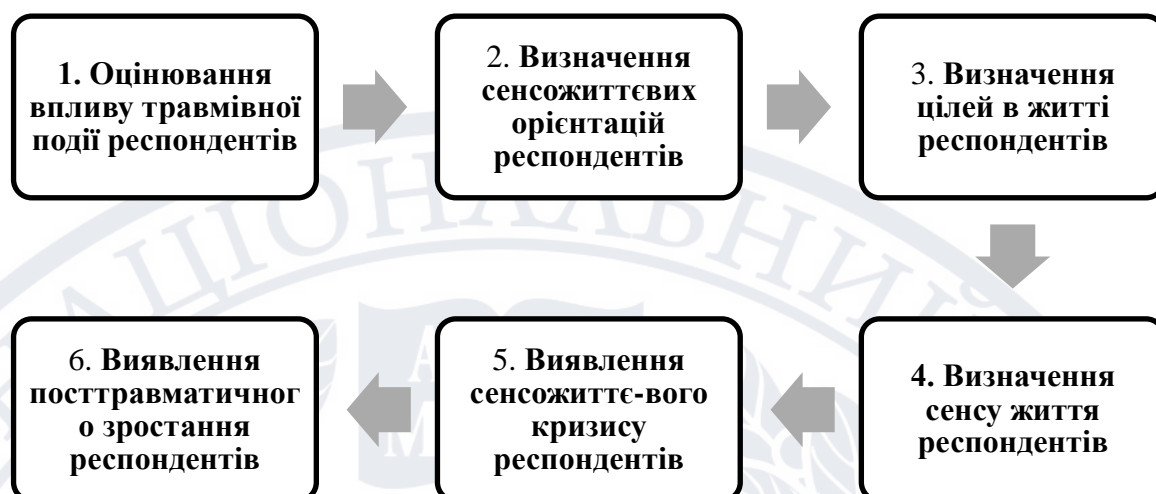 1. Оцінювання
впливу травмівної
події респондентів
2. Визначення
сенсожиттєвих
орієнтацій
респондентів
3. Визначення
цілей в житті
респондентів
4. Визначення
сенсу життя
респондентів
5. Виявлення
сенсожиттє-вого
кризису
респондентів
6. Виявлення
посттравматичног
о зростання
респондентів
АЦІОНАЛЬНИЙ